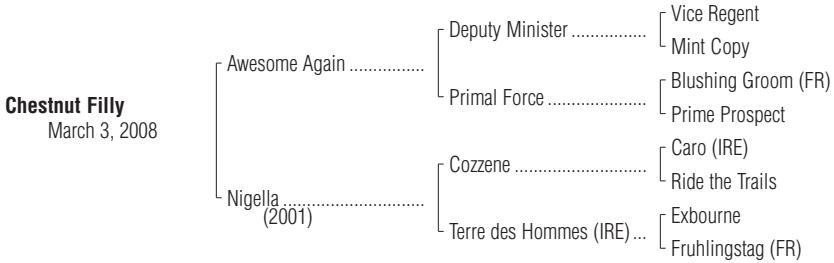 Vice Regent
Deputy Minister ................
Mint Copy
Awesome Again ................
Blushing Groom (FR)
Primal Force .....................
Prime Prospect
Chestnut Filly
March 3, 2008
Caro (IRE)
Cozzene ...........................
Ride the Trails
Nigella ..............................
(2001)
Exbourne
Terre des Hommes (IRE) ...
Fruhlingstag (FR)